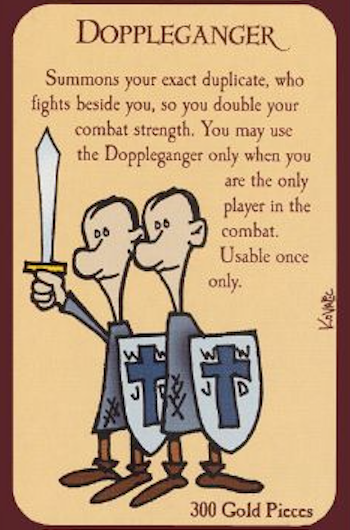 DOPPLEGANGER
Summons your exact duplicate, who
fights beside you, so you double your
combat strength. You may use
the Doppleganger only when you
are the only
player in the
combat.
Usable once
only.
KOVALIC
W W
J D
W W
J D
300 Gold Pieces